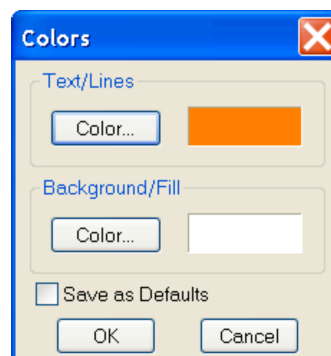 Colors
Text/Lines
Color...
Background/Fill
Color...
Save as Defaults
OK Cancel